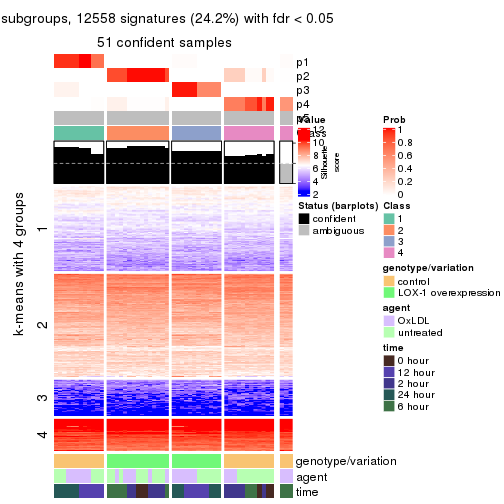 subgroups, 12558 signatures (24.2%) with fdr < 0.05
51 confident samples
p1
p2
p3
p4
p5
Class
Silhouette
score
k-means with 4 groups
1
2
3
4
genotype/variation
agent
time
Value
12
10
8
6
4
2
0
Status (barplots)
confident
ambiguous
Prob
1
0.8
0.6
0.4
0.2
0
Class
1
2
3
4
genotype/variation
control
LOX-1 overexpression
agent
OxLDL
untreated
time
0 hour
12 hour
2 hour
24 hour
6 hour